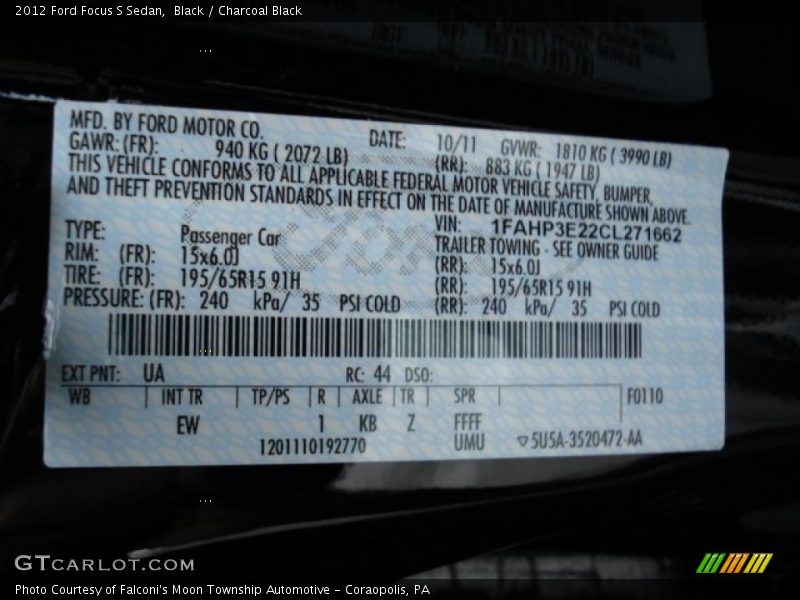 2012 Ford Focus S Sedan,  Black / Charcoal Black
MFD. BY FORD MOTOR CO.
DATE: 10/11 GVWR: 1810 KG ( 3990 LB)
GAWR: (FR): 940 KG ( 2072 LB) (RR): 883 KG ( 1947 LB)
THIS VEHICLE CONFORMS TO ALL APPLICABLE FEDERAL MOTOR VEHICLE SAFETY, BUMPER,
AND THEFT PREVENTION STANDARDS IN EFFECT ON THE DATE OF MANUFACTURE SHOWN ABOVE.
VIN: 1FAHP3E22CL271662
TYPE: Passenger Car TRAILER TOWING - SEE OWNER GUIDE
RIM: (FR): 15x6.0J (RR): 15x6.0J
TIRE: (FR): 195/65R15 91H (RR): 195/65R15 91H
PRESSURE: (FR): 240 kPa/ 35 PSI COLD (RR): 240 kPa/ 35 PSI COLD
EXT PNT: UA RC: 44 DSO:
WB INT TR TP/PS R AXLE TR SPR F0110
EW 1 KB Z FFFF
1201110192770 UMU ▽5U5A-3520472-AA
GTCARLOT.COM
Photo Courtesy of Falconi's Moon Township Automotive – Coraopolis, PA